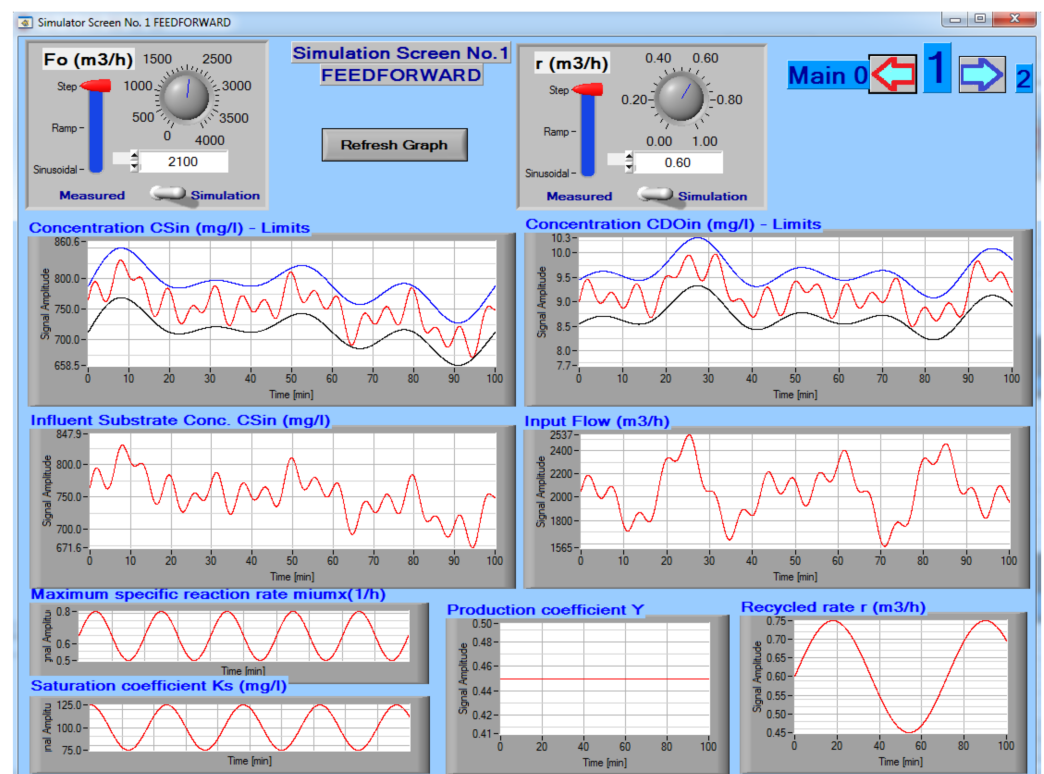 Simulator Screen No. 1 FEEDFORWARD
Fo (m3/h)
1500 2500
Step
1000 3000
500 3500
Ramp
0 4000
2100
Sinusoidal
Measured Simulation
Simulation Screen No.1
FEEDFORWARD
Refresh Graph
r (m3/h)
0.40 0.60
Step
0.20 0.80
Ramp
0.00 1.00
0.60
Sinusoidal
Measured Simulation
Main 0 1 2
Concentration CSin (mg/l) - Limits
Signal Amplitude
860.6
800.0
750.0
700.0
658.5
0 10 20 30 40 50 60 70 80 90 100
Time [min]
Concentration CDOin (mg/l) - Limits
Signal Amplitude
10.3
10.0
9.5
9.0
8.5
8.0
7.7
0 10 20 30 40 50 60 70 80 90 100
Time [min]
Influent Substrate Conc. CSin (mg/l)
Signal Amplitude
847.9
800.0
750.0
700.0
671.6
0 10 20 30 40 50 60 70 80 90 100
Time [min]
Input Flow (m3/h)
Signal Amplitude
2537
2400
2200
2000
1800
1565
0 10 20 30 40 50 60 70 80 90 100
Time [min]
Maximum specific reaction rate miumx(1/h)
gnal Amplitu
0.8
0.6
0.5
Time [min]
Saturation coefficient Ks (mg/l)
gnal Amplitu
125.0
100.0
75.0
Time [min]
Production coefficient Y
Signal Amplitude
0.50
0.48
0.46
0.44
0.42
0.41
0 20 40 60 80 100
Time [min]
Recycled rate r (m3/h)
Signal Amplitude
0.75
0.70
0.65
0.60
0.55
0.50
0.45
0 20 40 60 80 100
Time [min]